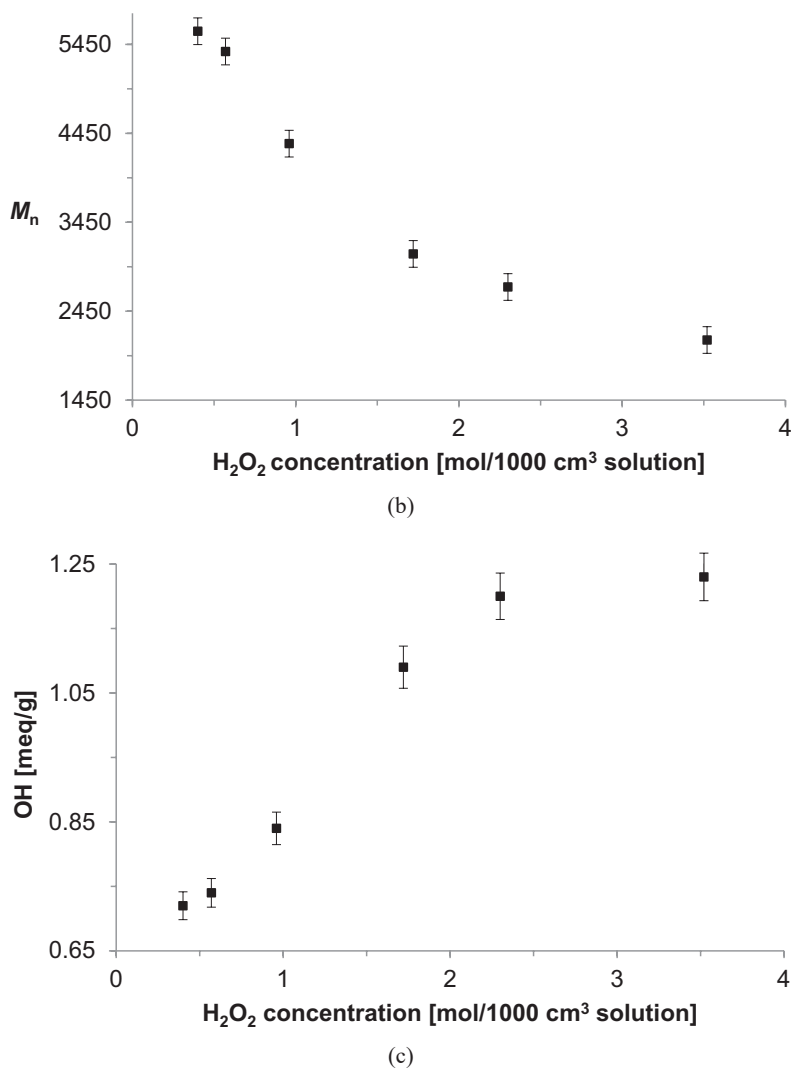 5450
4450
3450
2450
1450
Mn
0 1 2 3 4
H₂O₂ concentration [mol/1000 cm³ solution]
(b)
1.25
1.05
0.85
0.65
OH [meq/g]
0 1 2 3 4
H₂O₂ concentration [mol/1000 cm³ solution]
(c)